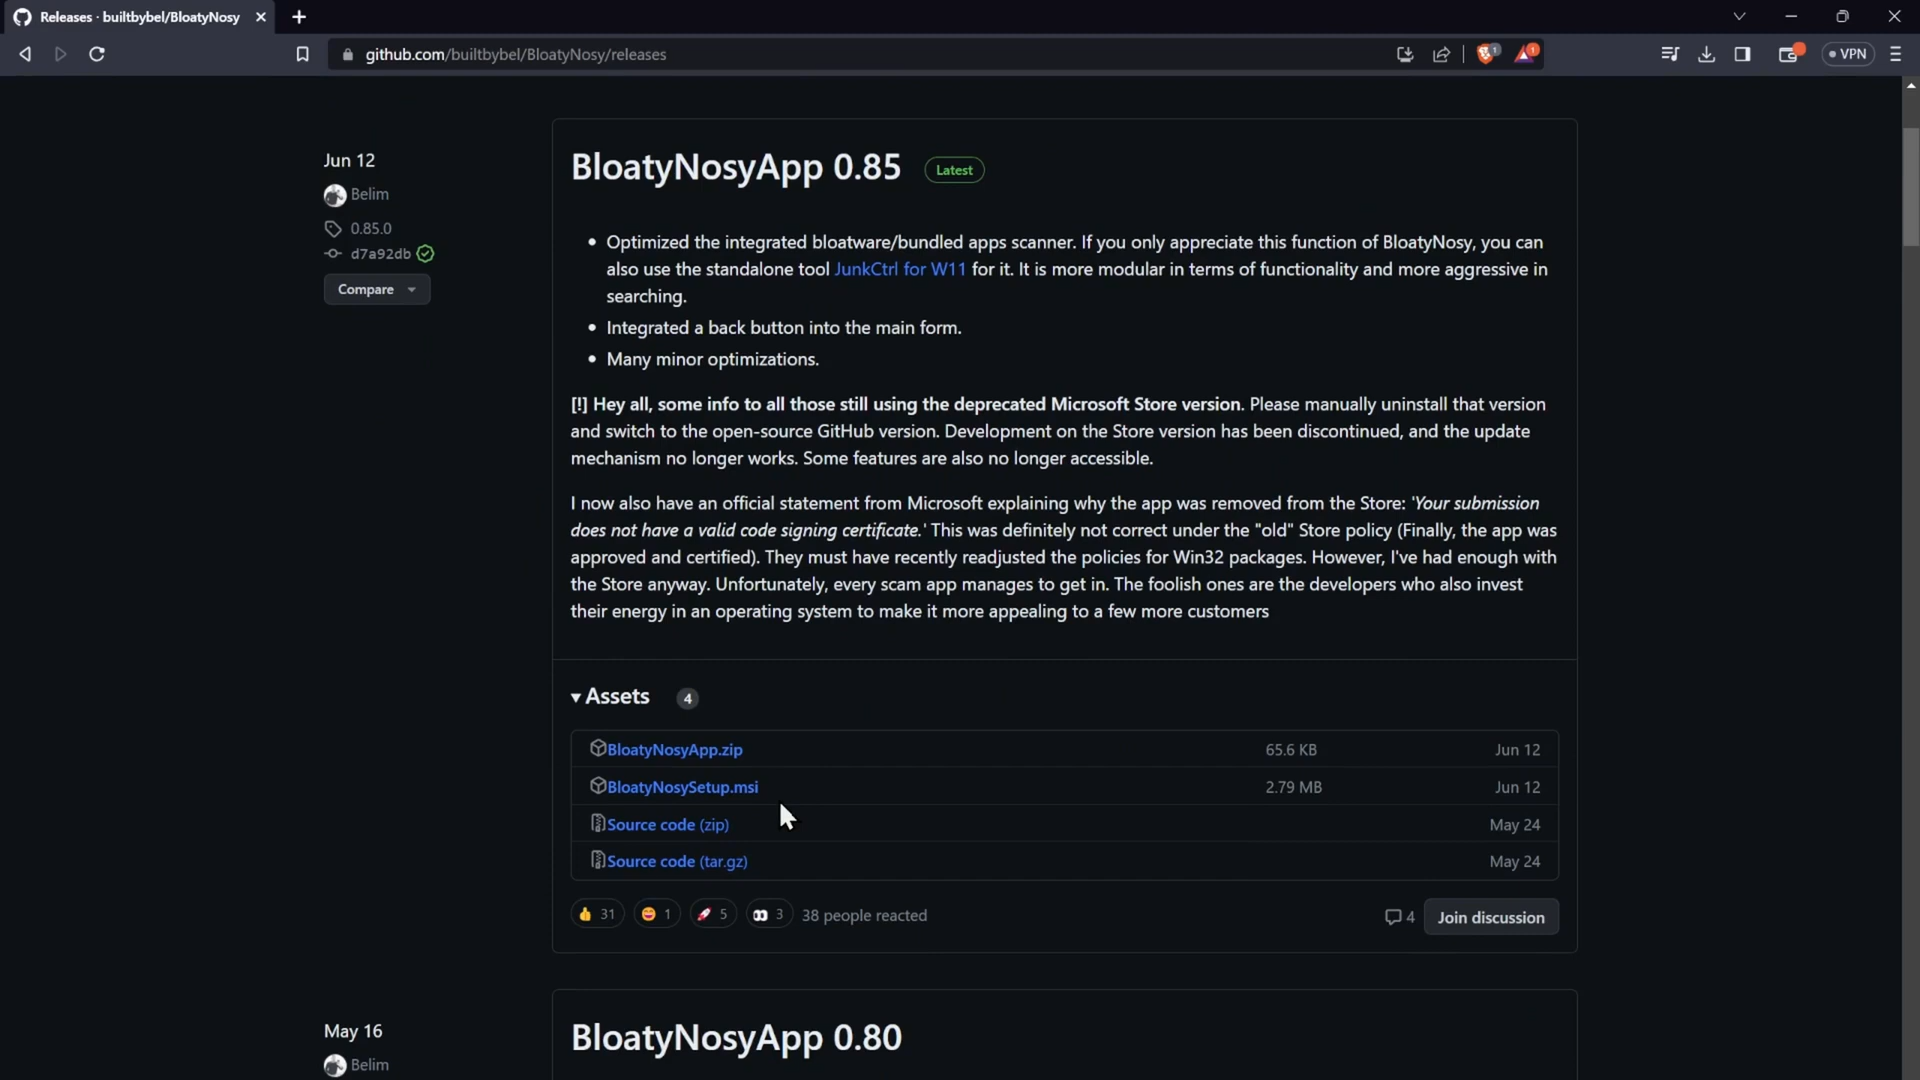 Releases · builtbybel/BloatyNosy
github.com/builtbybel/BloatyNosy/releases
1
1
VPN
Jun 12
Belim
0.85.0
d7a92db
Compare
BloatyNosyApp 0.85 Latest
• Optimized the integrated bloatware/bundled apps scanner. If you only appreciate this function of BloatyNosy, you can
also use the standalone tool JunkCtrl for W11 for it. It is more modular in terms of functionality and more aggressive in
searching.
• Integrated a back button into the main form.
• Many minor optimizations.
[!] Hey all, some info to all those still using the deprecated Microsoft Store version. Please manually uninstall that version
and switch to the open-source GitHub version. Development on the Store version has been discontinued, and the update
mechanism no longer works. Some features are also no longer accessible.
I now also have an official statement from Microsoft explaining why the app was removed from the Store: 'Your submission
does not have a valid code signing certificate.' This was definitely not correct under the "old" Store policy (Finally, the app was
approved and certified). They must have recently readjusted the policies for Win32 packages. However, I've had enough with
the Store anyway. Unfortunately, every scam app manages to get in. The foolish ones are the developers who also invest
their energy in an operating system to make it more appealing to a few more customers
Assets 4
BloatyNosyApp.zip 65.6 KB Jun 12
BloatyNosySetup.msi 2.79 MB Jun 12
Source code (zip) May 24
Source code (tar.gz) May 24
31 1 5 3 38 people reacted 4 Join discussion
May 16
Belim
BloatyNosyApp 0.80